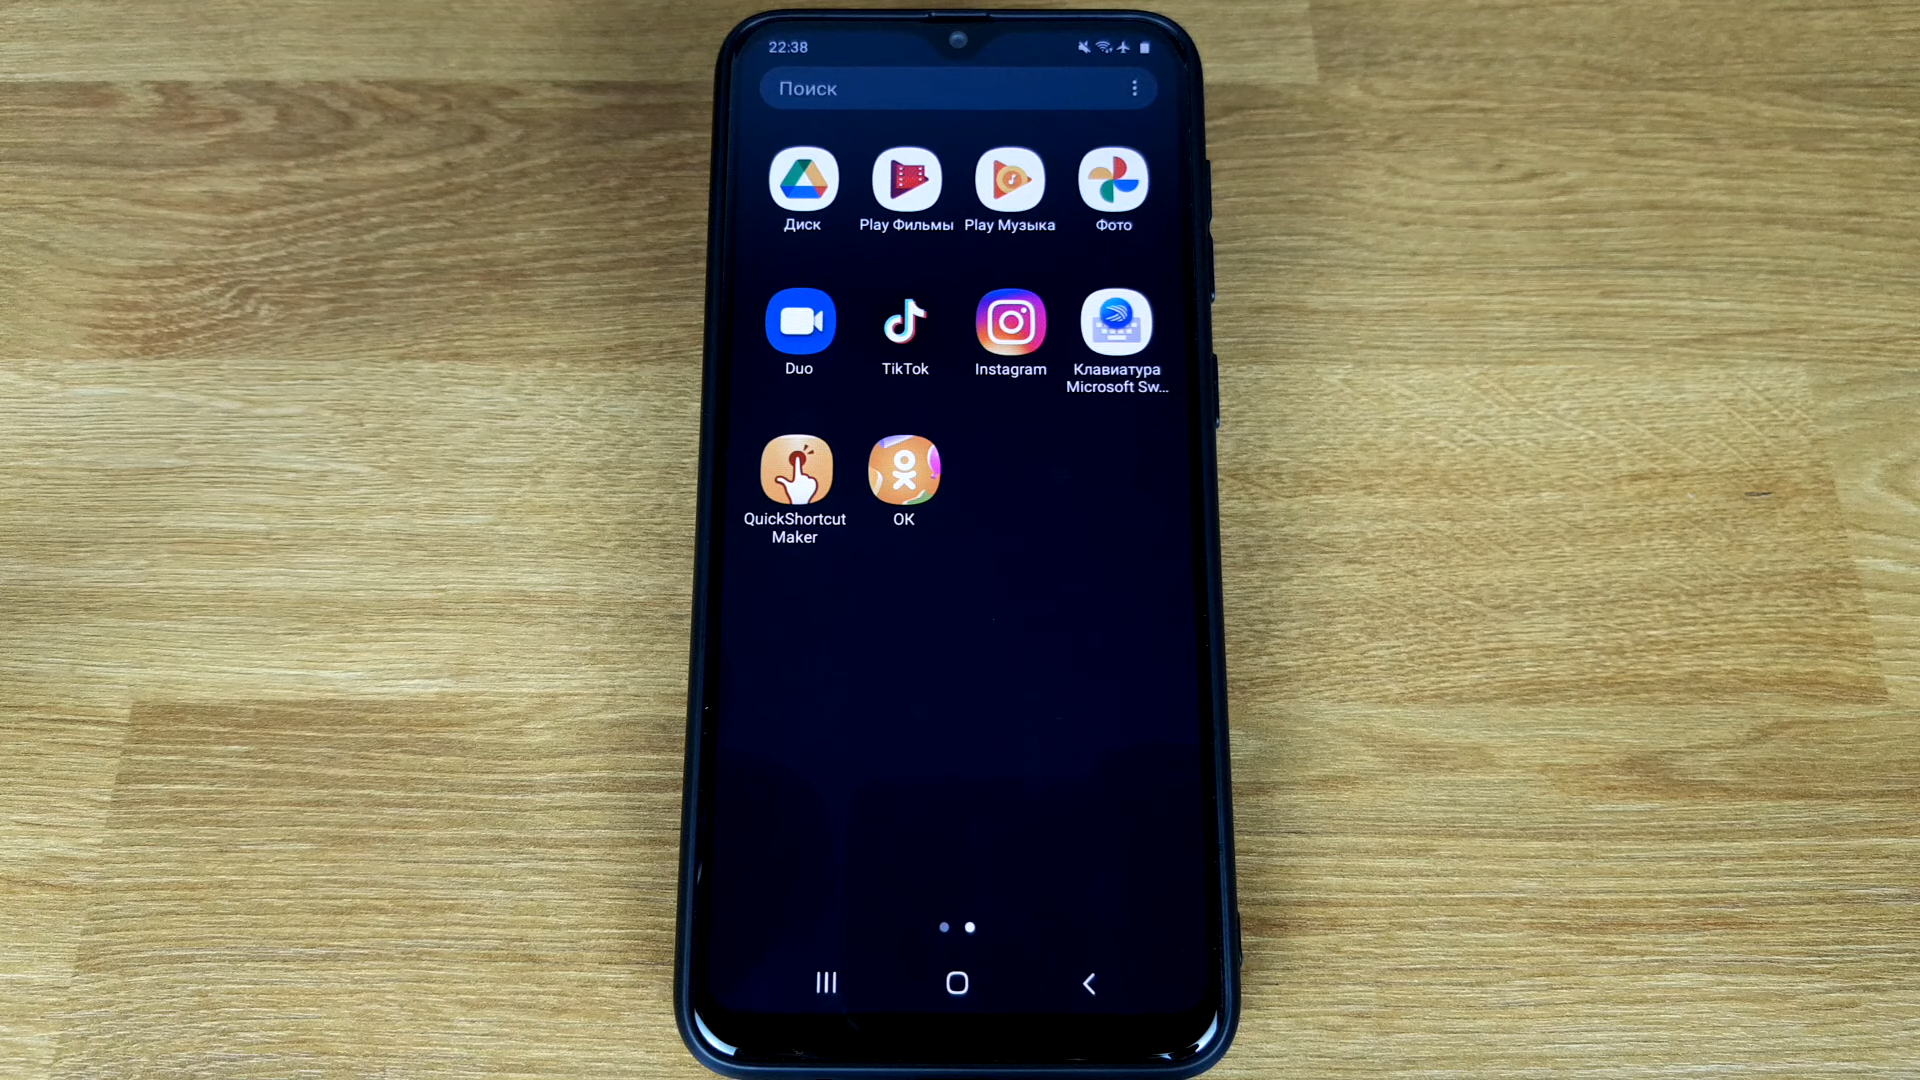 22:38
Поиск
Диск
Play Фильмы
Play Музыка
Фото
Duo
TikTok
Instagram
Клавиатура
Microsoft Sw...
QuickShortcut
Maker
OK